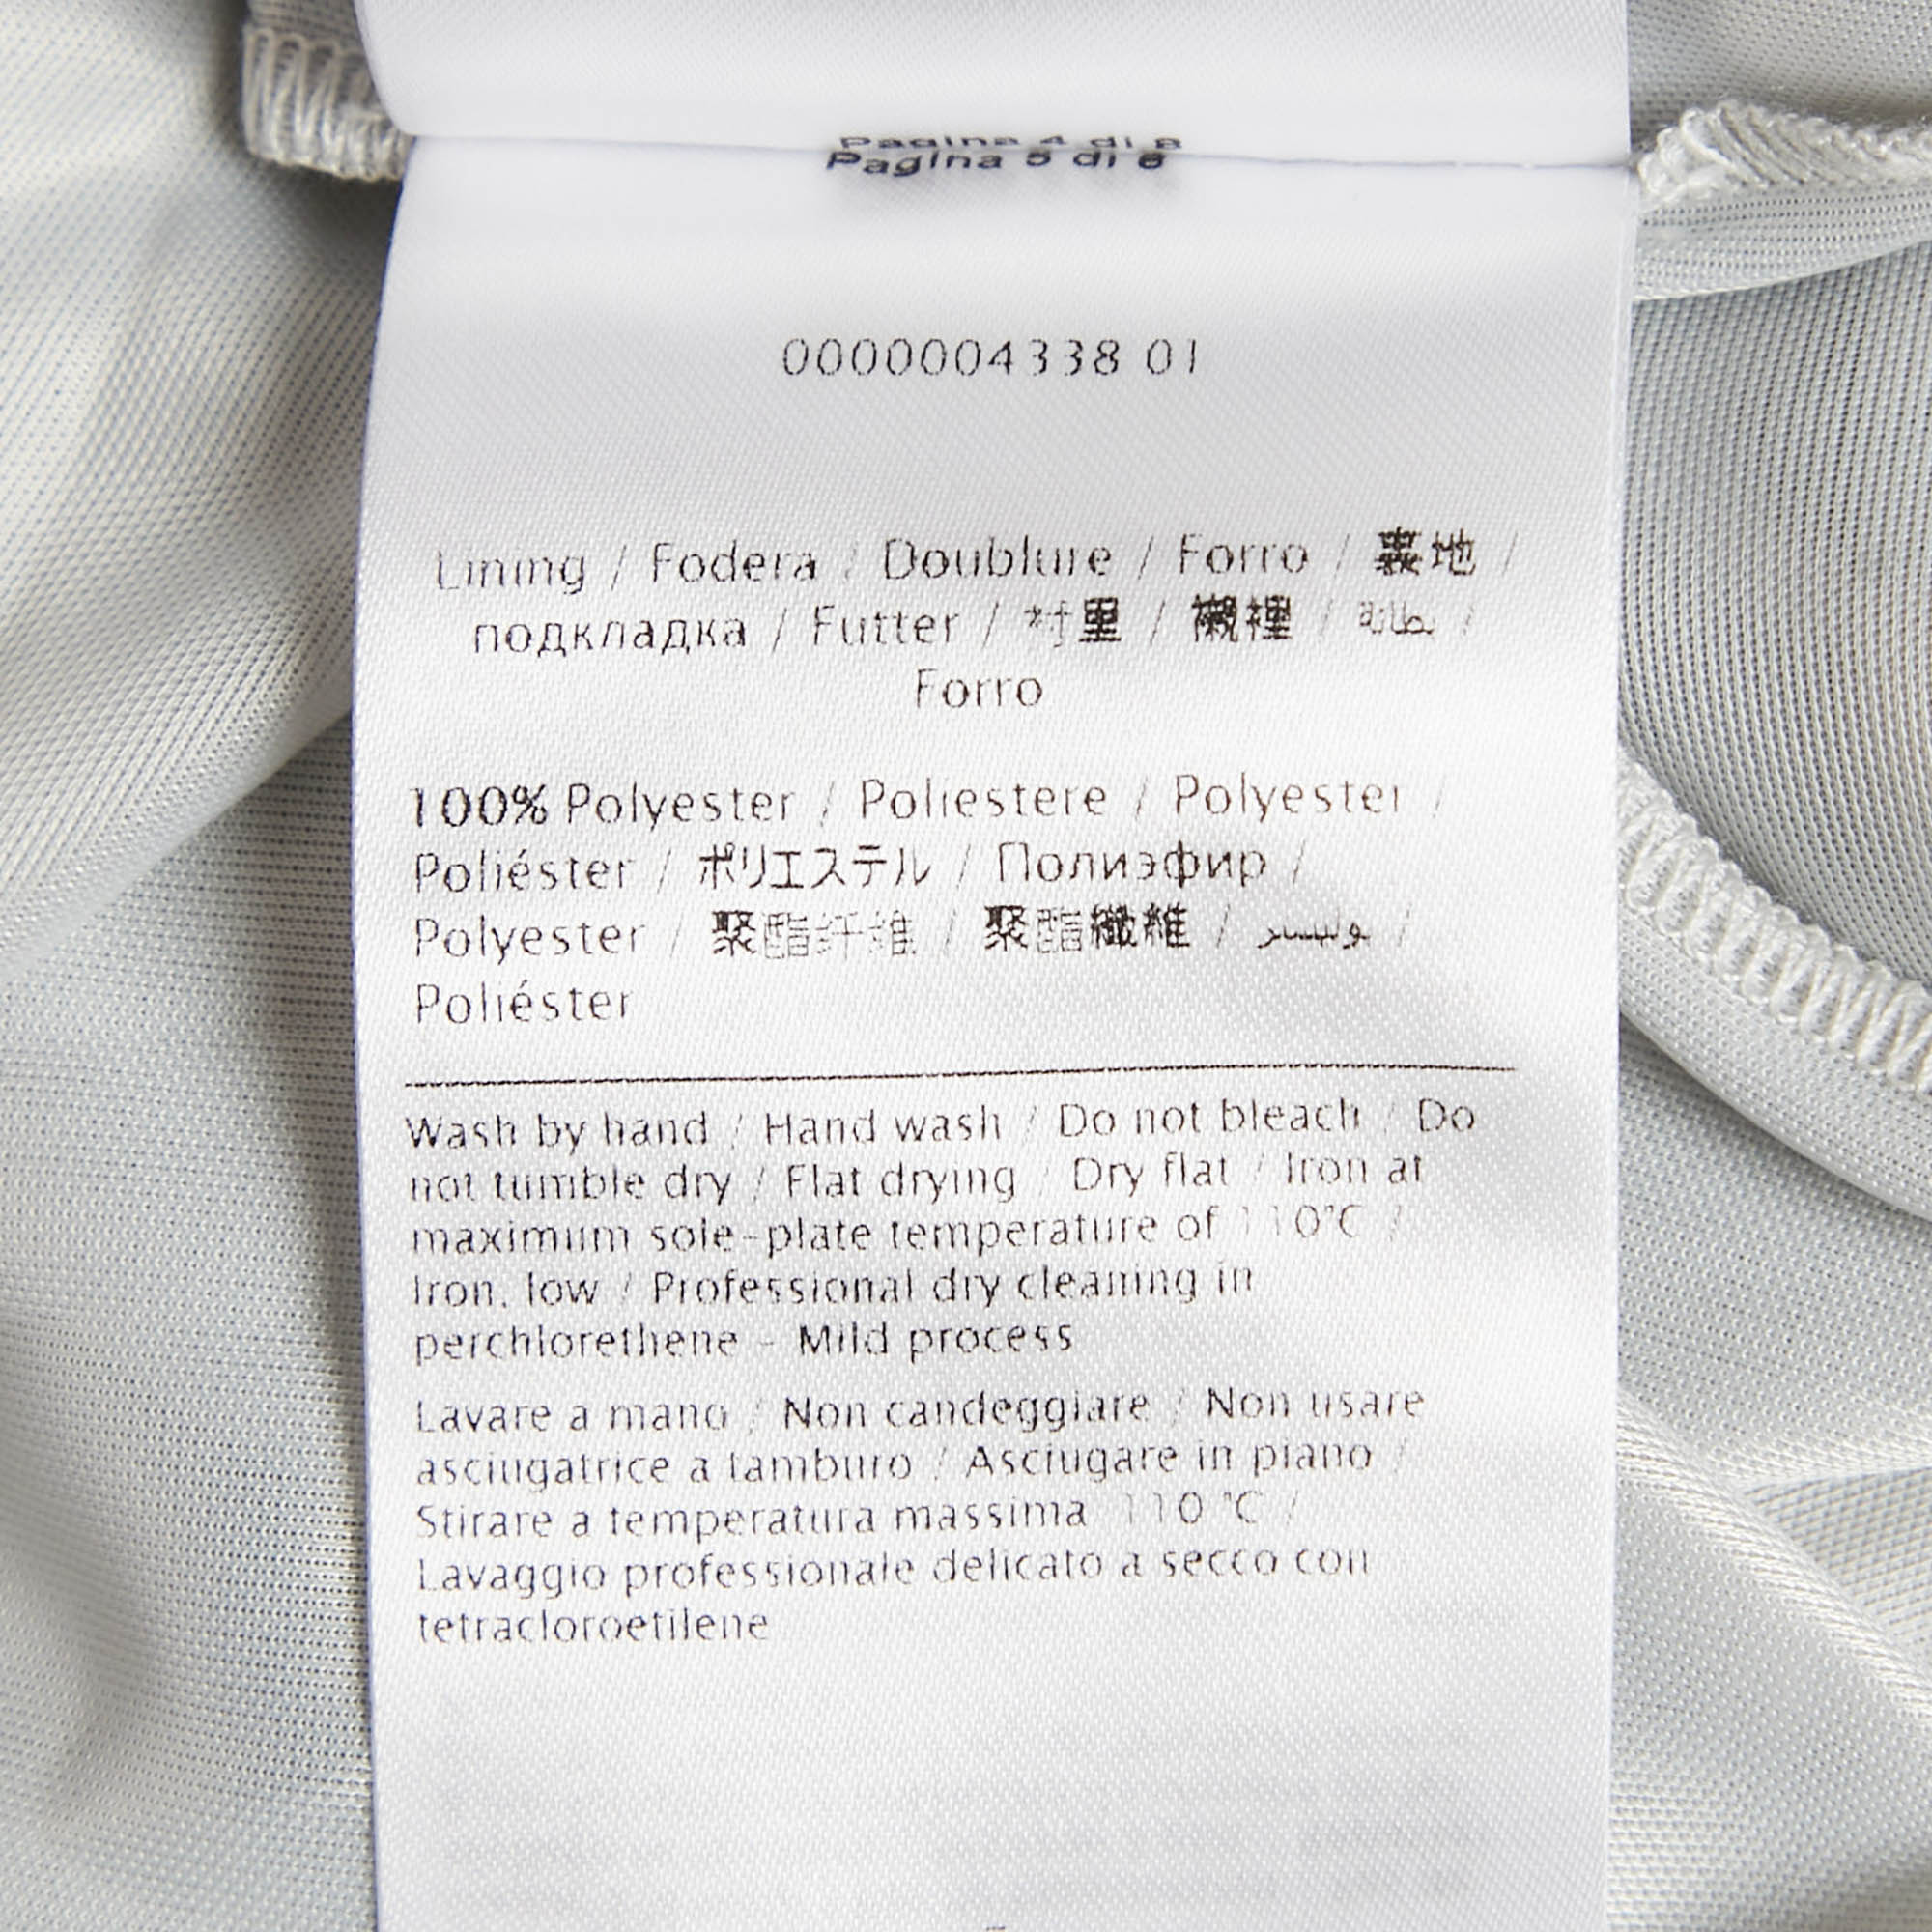 Pagina 5 di 8
0000004338 01
Lining / Fodera / Doublure / Forro / 裏地 /
подкладка / Futter / 衬里 / 襯裡 / بطانة /
Forro
100% Polyester / Poliestere / Polyester /
Poliéster / ポリエステル / Полиэфир /
Polyester / 聚酯纤维 / 聚酯纖維 / بوليستر /
Poliéster
Wash by hand / Hand wash / Do not bleach / Do
not tumble dry / Flat drying / Dry flat / Iron at
maximum sole-plate temperature of 110°C /
Iron, low / Professional dry cleaning in
perchlorethene - Mild process
Lavare a mano / Non candeggiare / Non usare
asciugatrice a tamburo / Asciugare in piano /
Stirare a temperatura massima 110 °C /
Lavaggio professionale delicato a secco con
tetracloroetilene